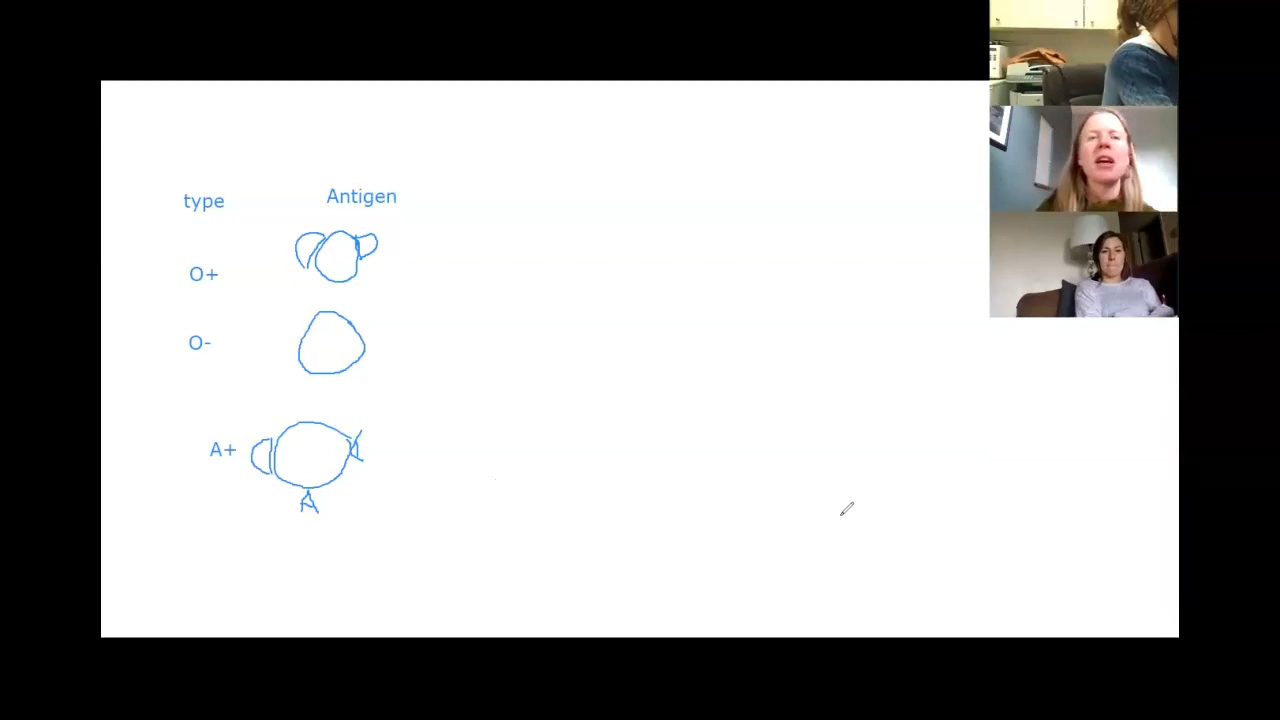 type Antigen
O+
O-
A+ A
A